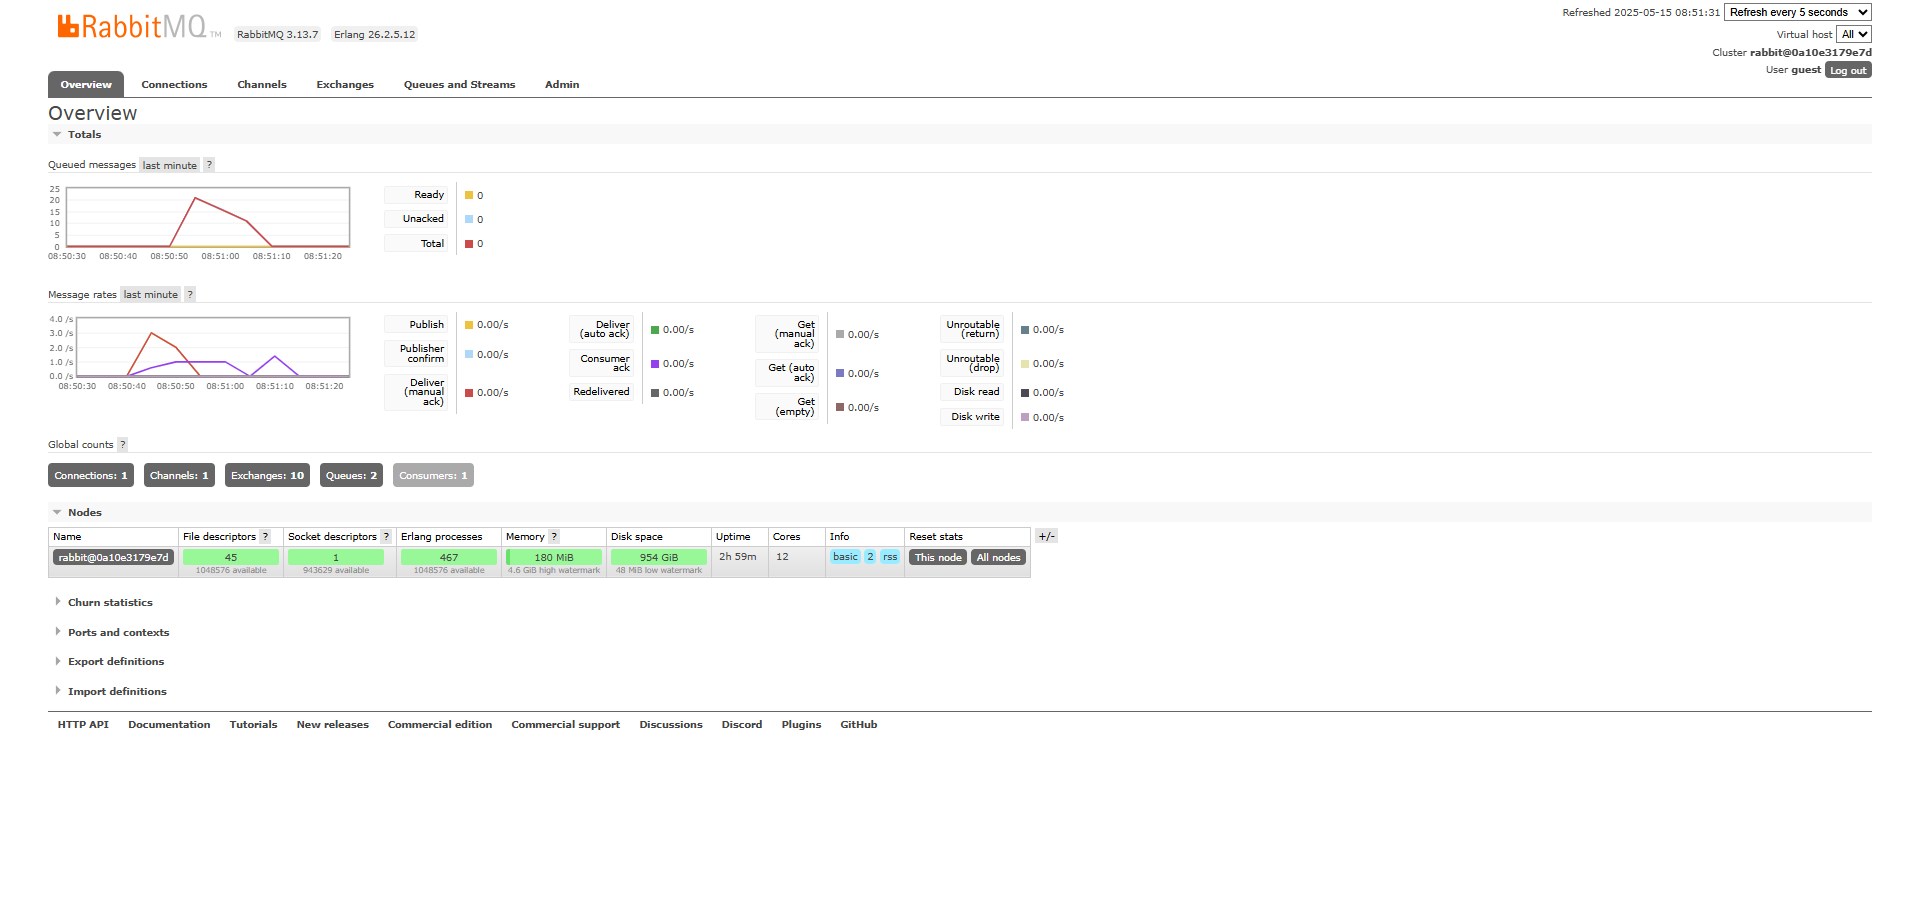 RabbitMQ TM RabbitMQ 3.13.7 Erlang 26.2.5.12
Refreshed 2025-05-15 08:51:31 Refresh every 5 seconds
Virtual host All
Cluster rabbit@0a10e3179e7d
User guest Log out
Overview Connections Channels Exchanges Queues and Streams Admin
Overview
Totals
Queued messages last minute ?
25
20
15
10
5
0
08:50:30 08:50:40 08:50:50 08:51:00 08:51:10 08:51:20
Ready 0
Unacked 0
Total 0
Message rates last minute ?
4.0 /s
3.0 /s
2.0 /s
1.0 /s
0.0 /s
08:50:30 08:50:40 08:50:50 08:51:00 08:51:10 08:51:20
Publish 0.00/s
Publisher
confirm 0.00/s
Deliver
(manual
ack) 0.00/s
Deliver
(auto ack) 0.00/s
Consumer
ack 0.00/s
Redelivered 0.00/s
Get
(manual
ack) 0.00/s
Get (auto
ack) 0.00/s
Get
(empty) 0.00/s
Unroutable
(return) 0.00/s
Unroutable
(drop) 0.00/s
Disk read 0.00/s
Disk write 0.00/s
Global counts ?
Connections: 1 Channels: 1 Exchanges: 10 Queues: 2 Consumers: 1
Nodes
Name File descriptors ? Socket descriptors ? Erlang processes Memory ? Disk space Uptime Cores Info Reset stats +/-
rabbit@0a10e3179e7d 45 1 467 180 MiB 954 GiB 2h 59m 12 basic 2 rss This node All nodes
1048576 available 943629 available 1048576 available 4.6 GiB high watermark 48 MiB low watermark
Churn statistics
Ports and contexts
Export definitions
Import definitions
HTTP API Documentation Tutorials New releases Commercial edition Commercial support Discussions Discord Plugins GitHub